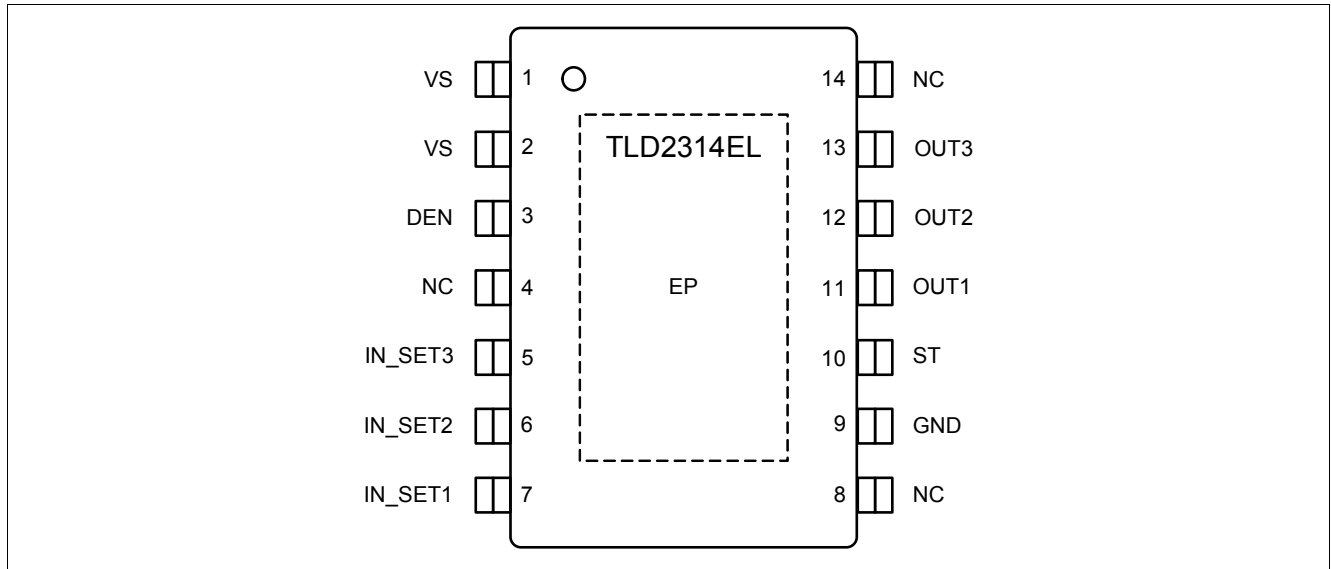 VS 1 14 NC
VS 2 TLD2314EL 13 OUT3
DEN 3 12 OUT2
NC 4 EP 11 OUT1
IN_SET3 5 10 ST
IN_SET2 6 9 GND
IN_SET1 7 8 NC